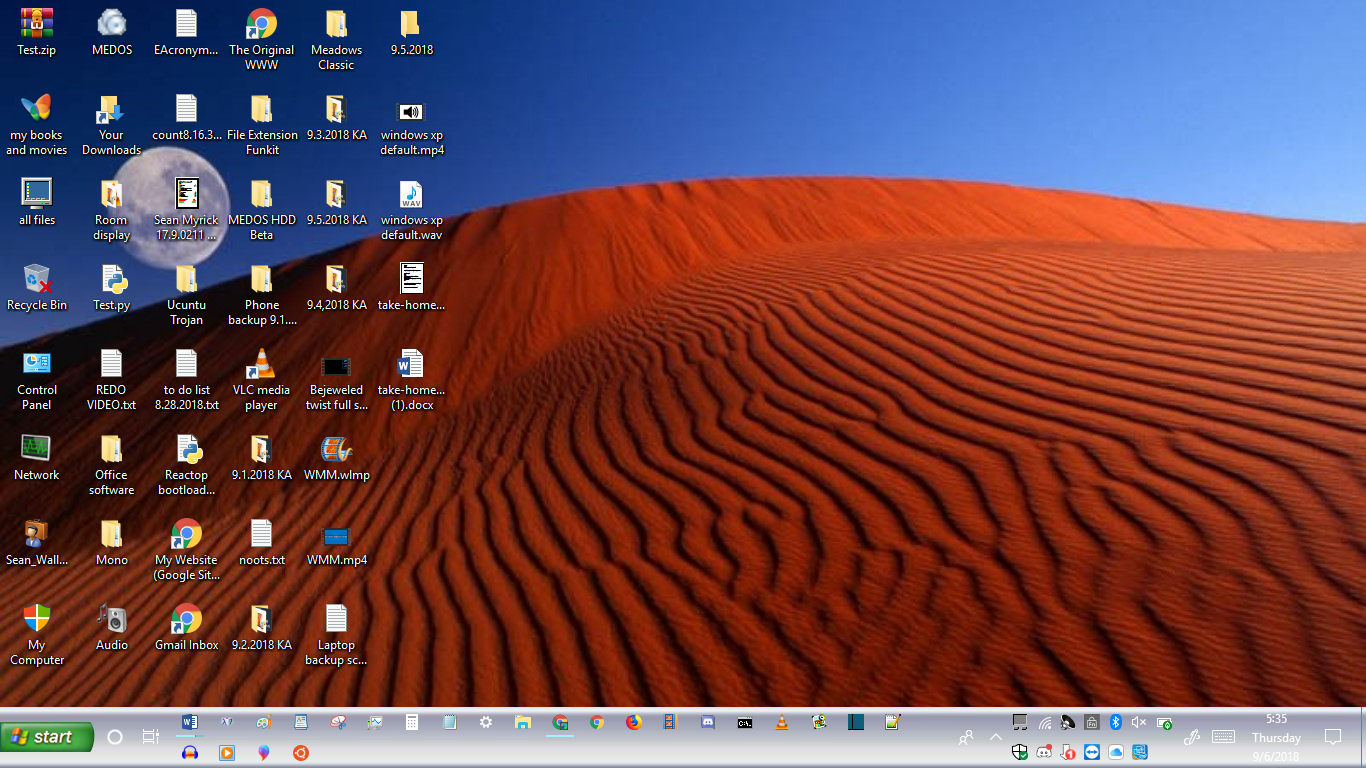 Test.zip
MEDOS
EAcronym...
The Original
WWW
Meadows
Classic
9.5.2018
my books
and movies
Your
Downloads
count8.16.3...
File Extension
Funkit
9.3.2018 KA
windows xp
default.mp4
all files
Room
display
Sean Myrick
17.9.0211 ...
MEDOS HDD
Beta
9.5.2018 KA
WAV
windows xp
default.wav
Recycle Bin
Test.py
Ucuntu
Trojan
Phone
backup 9.1....
9.4,2018 KA
take-home...
Control
Panel
REDO
VIDEO.txt
to do list
8.28.2018.txt
VLC media
player
Bejeweled
twist full s...
take-home...
(1).docx
Network
Office
software
Reactop
bootload...
9.1.2018 KA
WMM.wlmp
Sean_Wall...
Mono
My Website
(Google Sit...
noots.txt
WMM.mp4
My
Computer
Audio
Gmail Inbox
9.2.2018 KA
Laptop
backup sc...
start
5:35
Thursday
9/6/2018